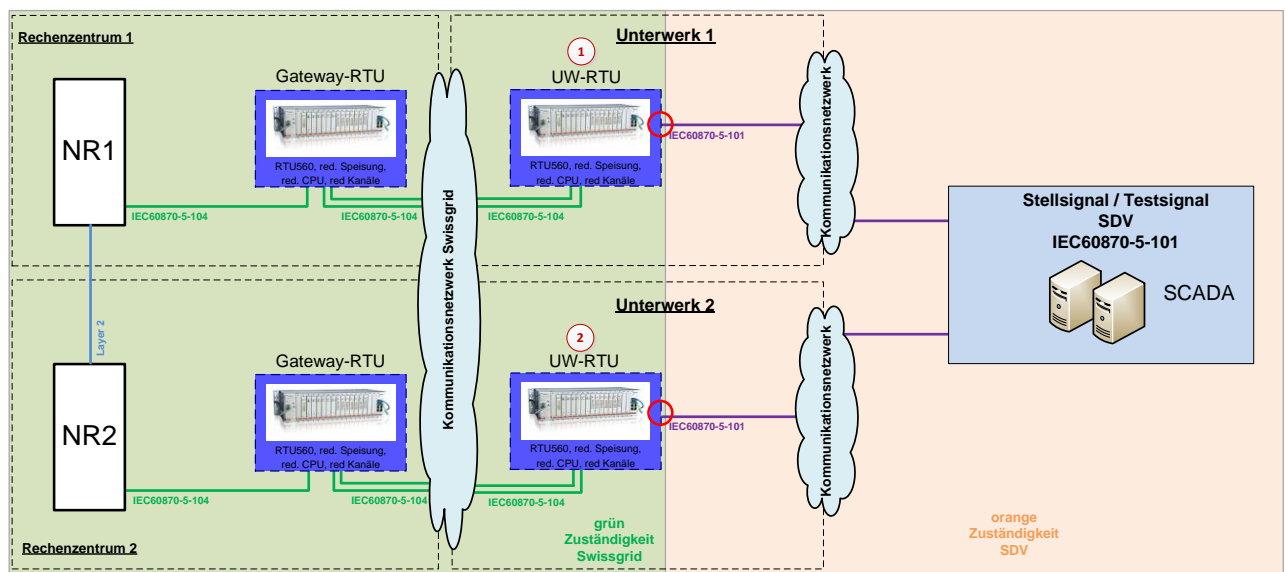 Rechenzentrum 1
Unterwerk 1
1
Gateway-RTU
UW-RTU
NR1
RTU560, red. Speisung,
red. CPU, red Kanäle
RTU560, red. Speisung,
red. CPU, red Kanäle
IEC60870-5-101
IEC60870-5-104
IEC60870-5-104
IEC60870-5-104
Kommunikationsnetzwerk Swissgrid
Kommunikationsnetzwerk
Stellsignal / Testsignal
SDV
IEC60870-5-101
SCADA
Layer 2
Unterwerk 2
2
Gateway-RTU
UW-RTU
NR2
RTU560, red. Speisung,
red. CPU, red Kanäle
RTU560, red. Speisung,
red. CPU, red Kanäle
IEC60870-5-101
IEC60870-5-104
IEC60870-5-104
IEC60870-5-104
Kommunikationsnetzwerk
Rechenzentrum 2
grün
Zuständigkeit
Swissgrid
orange
Zuständigkeit
SDV